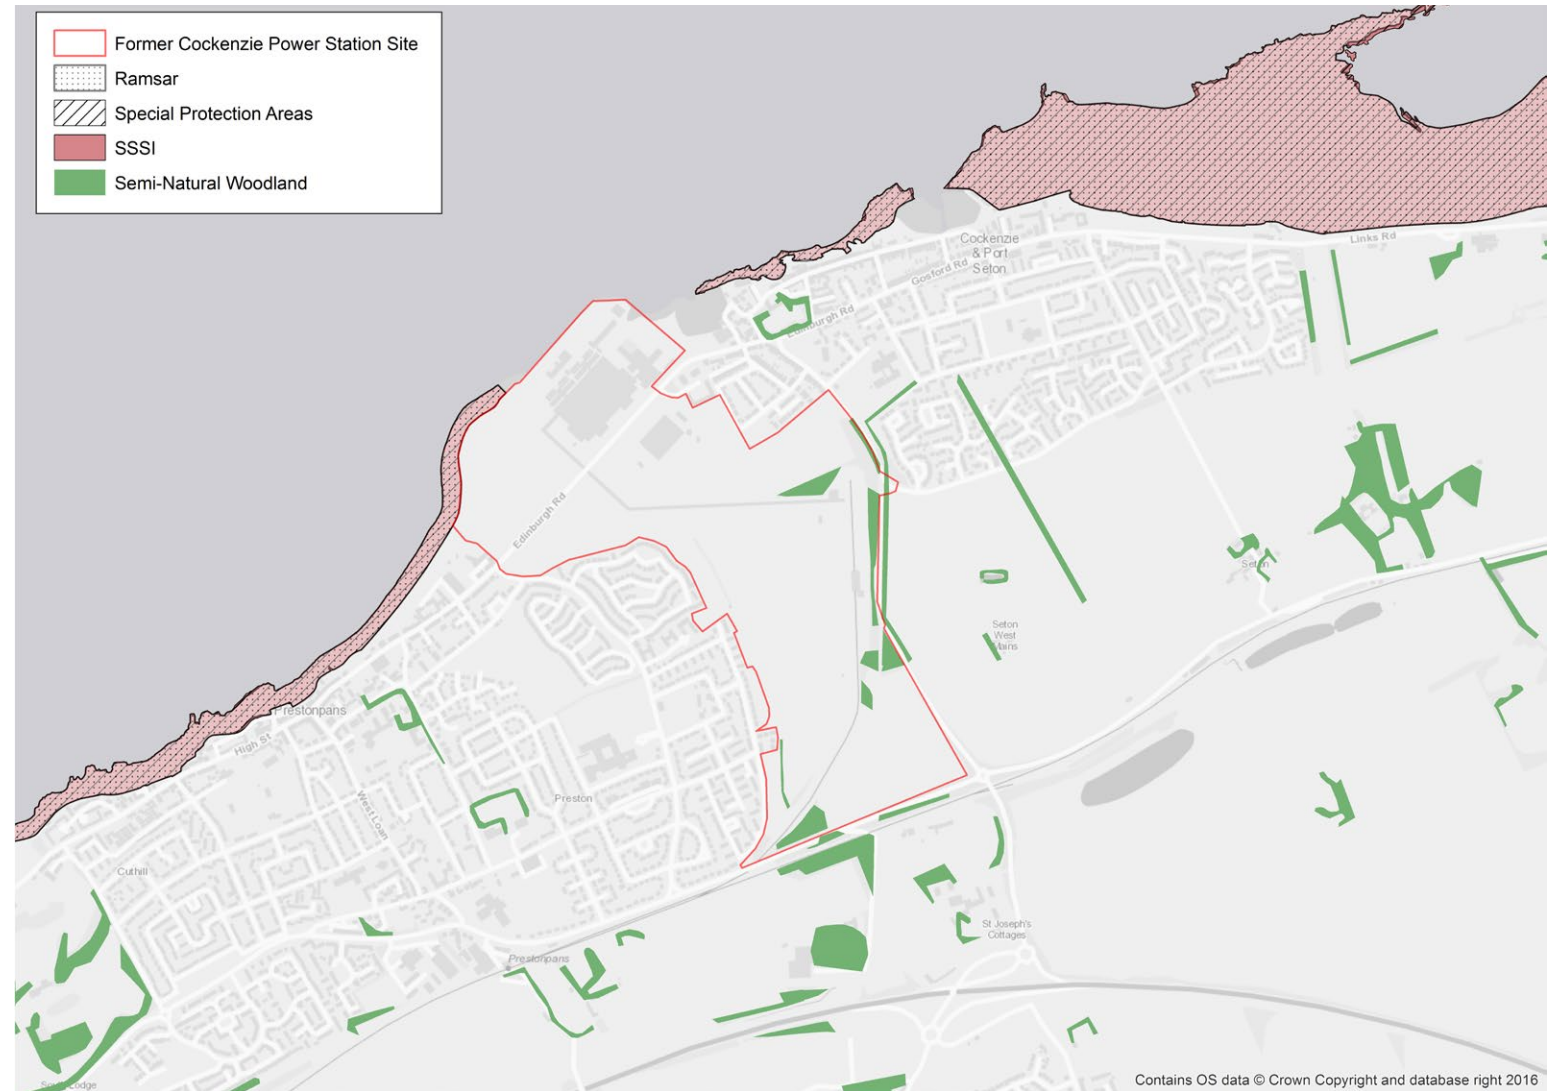 Former Cockenzie Power Station Site
Ramsar
Special Protection Areas
SSSI
Semi-Natural Woodland
Cockenzie
& Port
Seton
Links Rd
Gosford Rd
Edinburgh Rd
Edinburgh Rd
Seton
Seton
West
Mains
Prestonpans
High St
West Loan
Preston
Cuthill
St Joseph's
Cottages
Prestonpans
South Lodge
Contains OS data © Crown Copyright and database right 2016